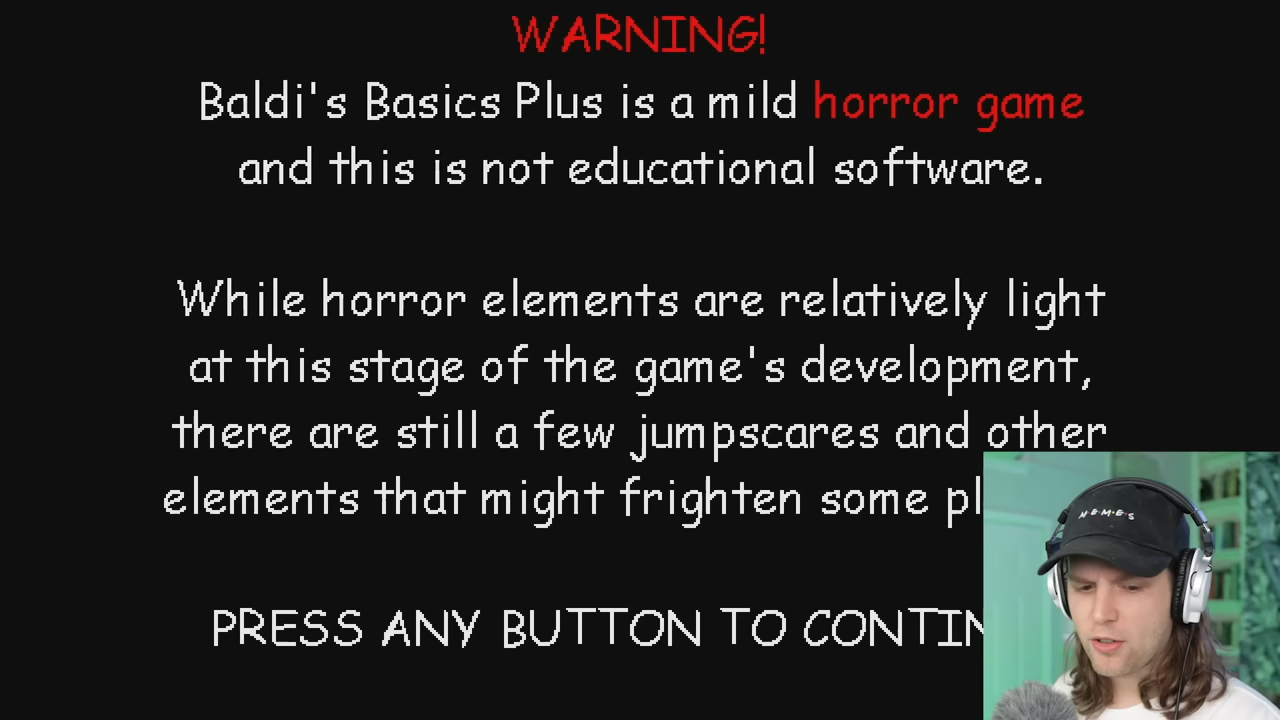 WARNING!
Baldi's Basics Plus is a mild horror game
and this is not educational software.
While horror elements are relatively light
at this stage of the game's development,
there are still a few jumpscares and other
elements that might frighten some
PRESS ANY BUTTON TO
M·E·M·E·S